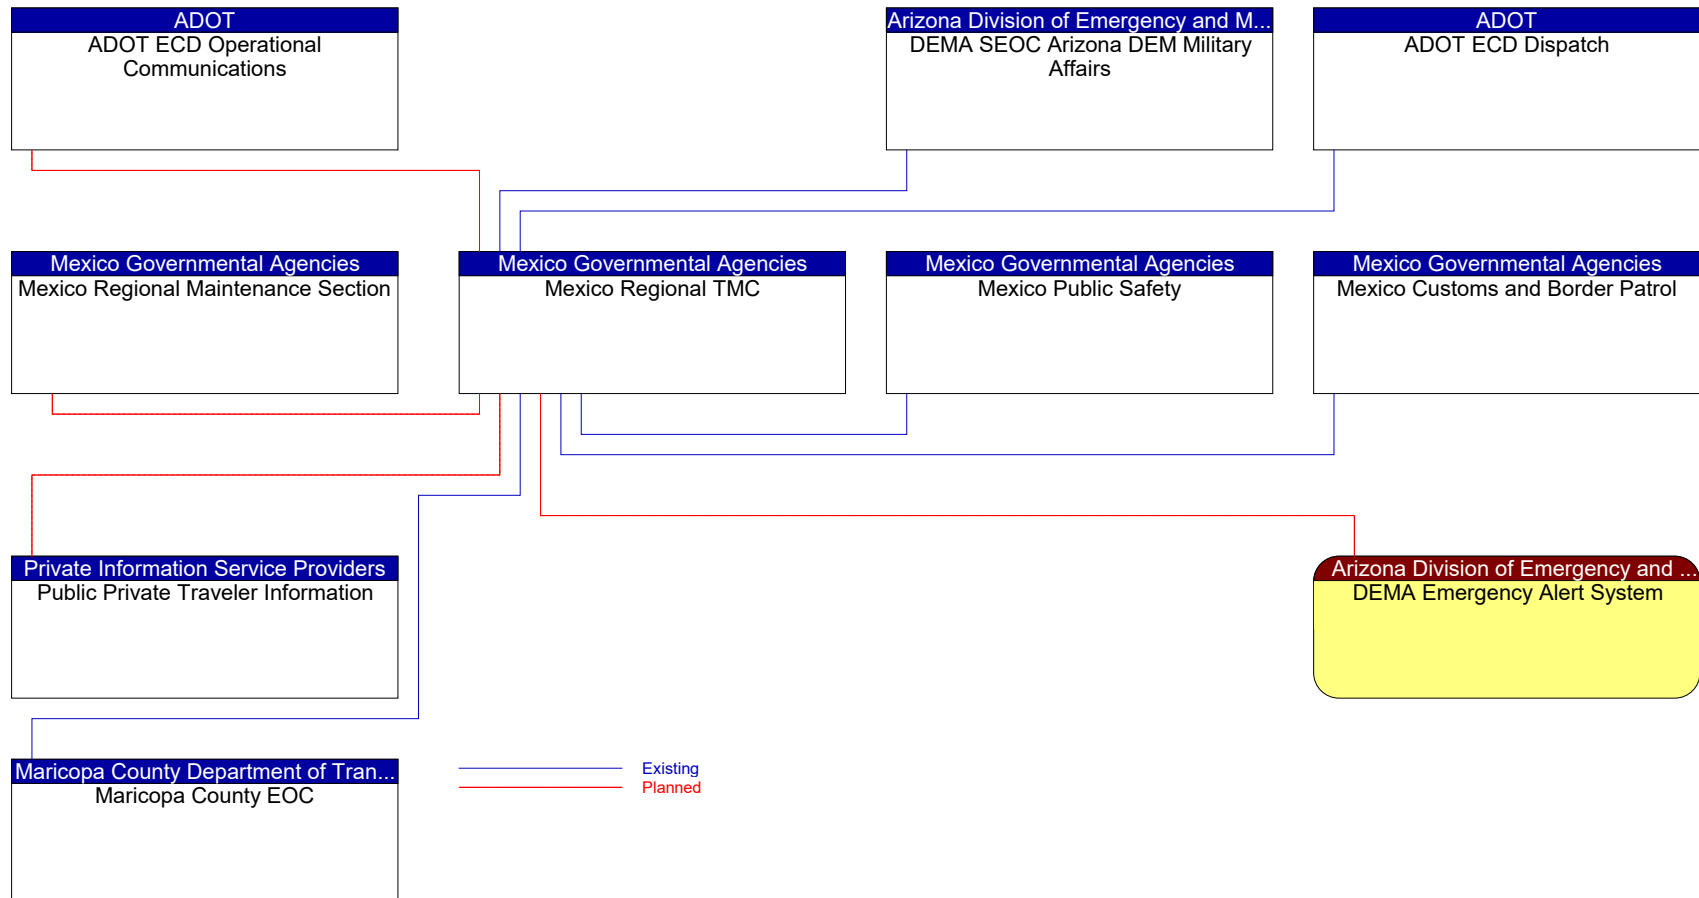 ADOT
ADOT ECD Operational
Communications
Arizona Division of Emergency and M...
DEMA SEOC Arizona DEM Military
Affairs
ADOT
ADOT ECD Dispatch
Mexico Governmental Agencies
Mexico Regional Maintenance Section
Mexico Governmental Agencies
Mexico Regional TMC
Mexico Governmental Agencies
Mexico Public Safety
Mexico Governmental Agencies
Mexico Customs and Border Patrol
Private Information Service Providers
Public Private Traveler Information
Arizona Division of Emergency and ...
DEMA Emergency Alert System
Maricopa County Department of Tran...
Maricopa County EOC
Existing
Planned